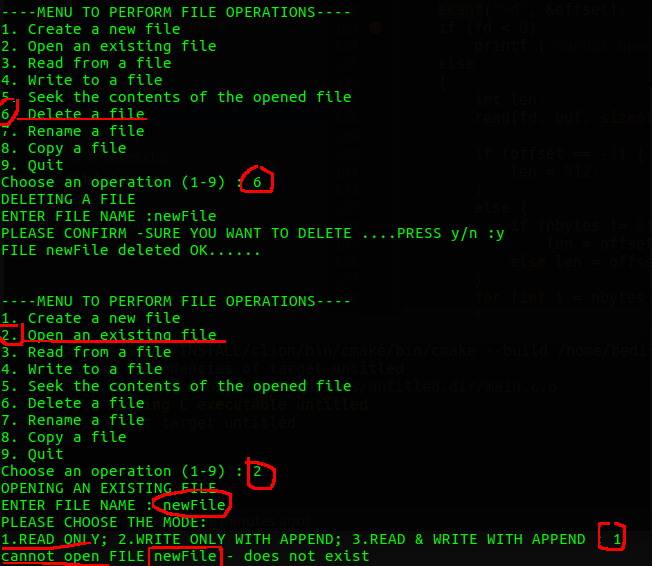 ----MENU TO PERFORM FILE OPERATIONS----
1. Create a new file
2. Open an existing file
3. Read from a file
4. Write to a file
5. Seek the contents of the opened file
6. Delete a file
7. Rename a file
8. Copy a file
9. Quit
Choose an operation (1-9) : 6
DELETING A FILE
ENTER FILE NAME :newFile
PLEASE CONFIRM -SURE YOU WANT TO DELETE ....PRESS y/n :y
FILE newFile deleted OK......
----MENU TO PERFORM FILE OPERATIONS----
1. Create a new file
2. Open an existing file
3. Read from a file
4. Write to a file
5. Seek the contents of the opened file
6. Delete a file
7. Rename a file
8. Copy a file
9. Quit
Choose an operation (1-9) : 2
OPENING AN EXISTING FILE
ENTER FILE NAME : newFile
PLEASE CHOOSE THE MODE:
1.READ ONLY; 2.WRITE ONLY WITH APPEND; 3.READ & WRITE WITH APPEND : 1
cannot open FILE newFile - does not exist